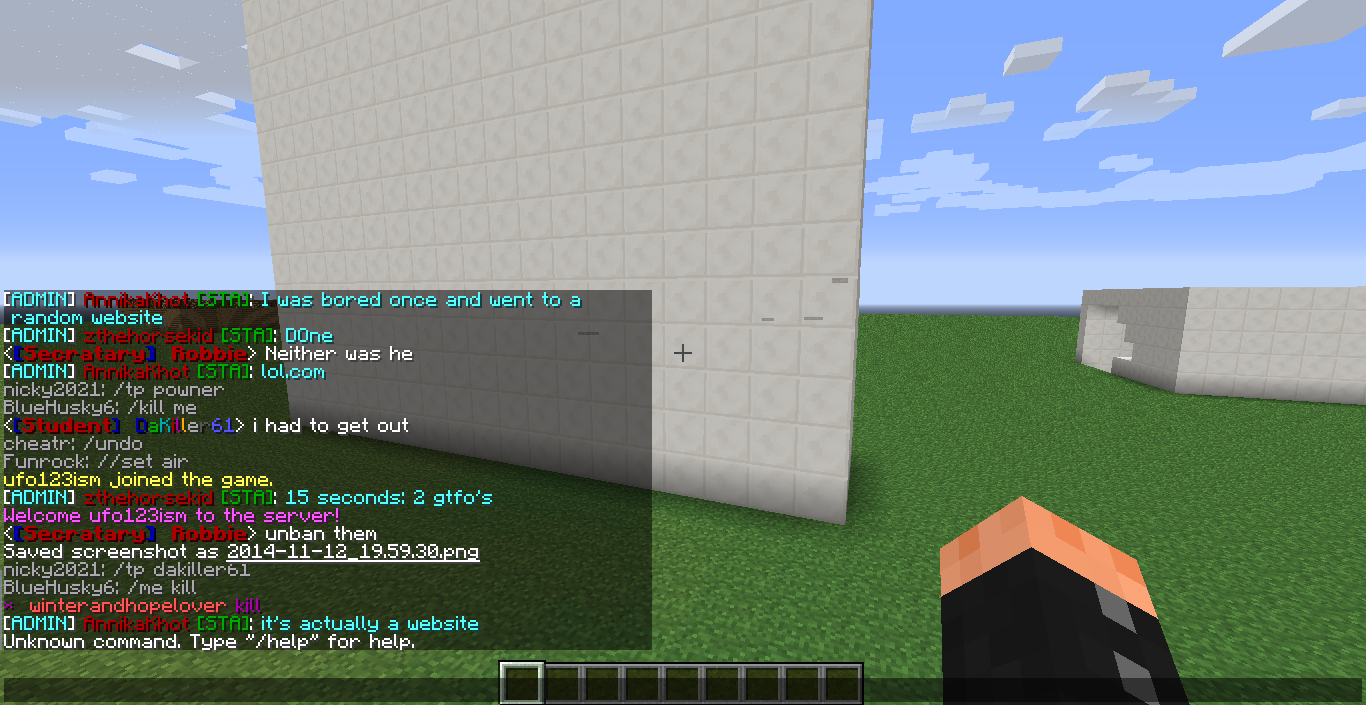 [ADMIN] AnnikaKhot [STA]: I was bored once and went to a
random website
[ADMIN] zthehorsekid [STA]: DOne
<[Secratary] Robbie> Neither was he
[ADMIN] AnnikaKhot [STA]: lol.com
nicky2021: /tp powner
BlueHusky6: /kill me
<[Student] DaKiller61> i had to get out
cheatr: /undo
Funrock: //set air
ufo123ism joined the game.
[ADMIN] zthehorsekid [STA]: 15 seconds: 2 gtfo's
Welcome ufo123ism to the server!
<[Secratary] Robbie> unban them
Saved screenshot as 2014-11-12_19.59.30.png
nicky2021: /tp dakiller61
BlueHusky6: /me kill
* winterandhopelover kill
[ADMIN] AnnikaKhot [STA]: it's actually a website
Unknown command. Type "/help" for help.